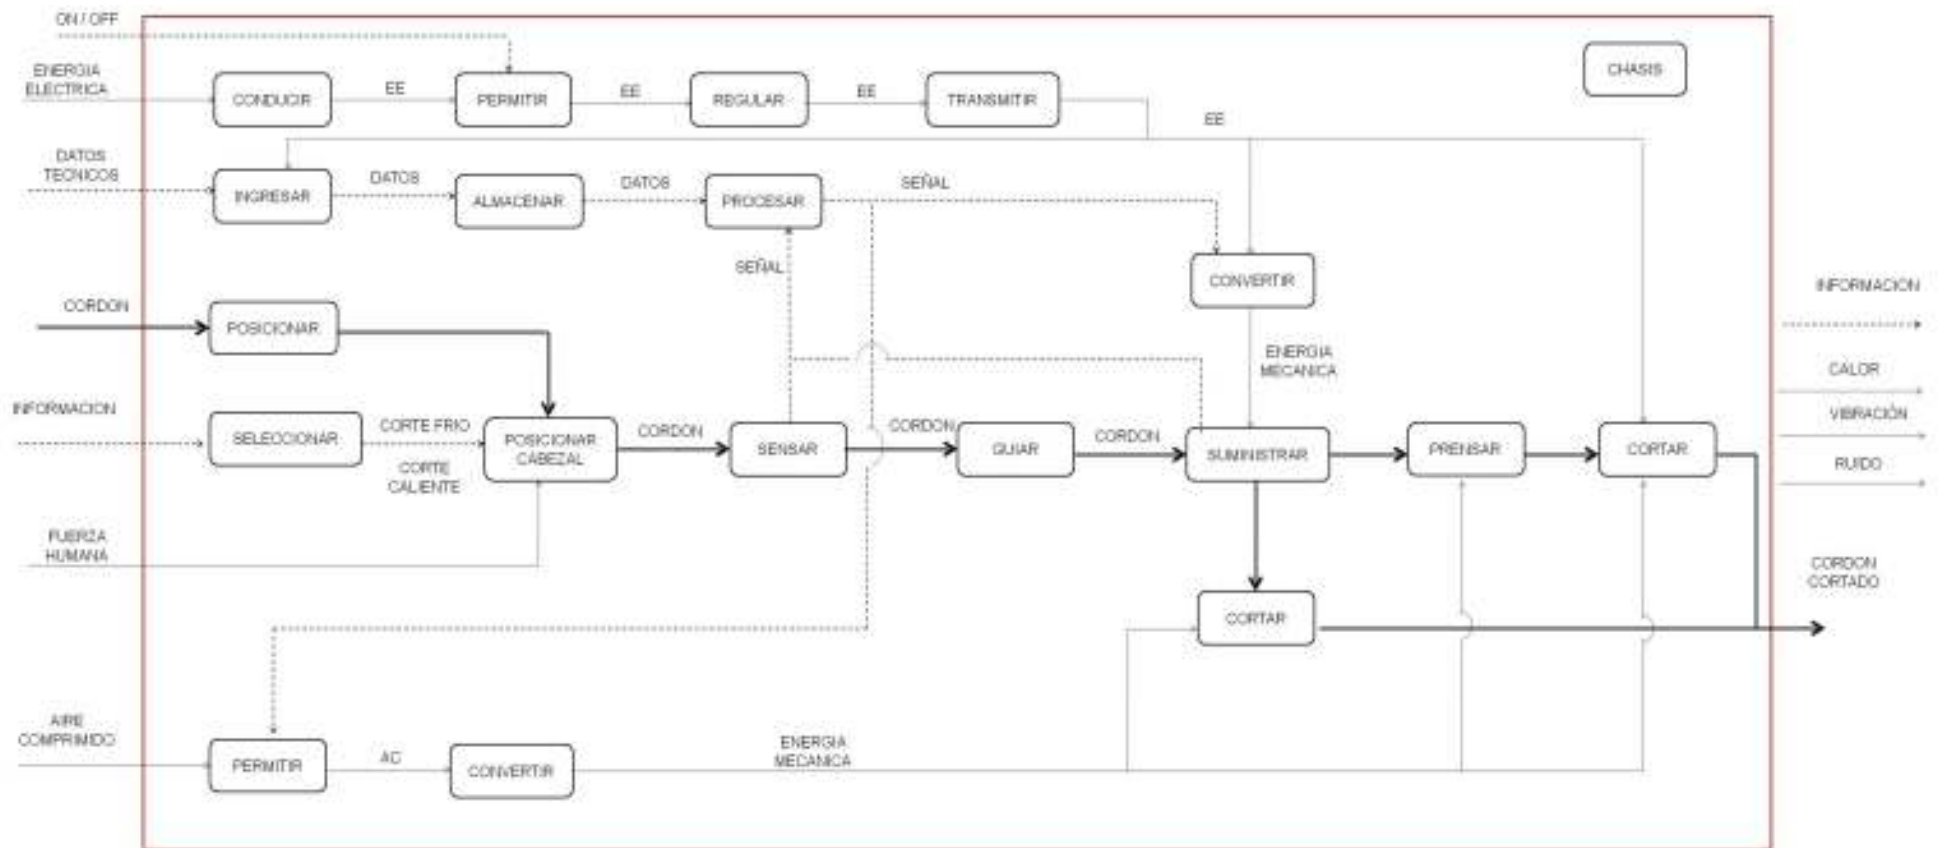 ON / OFF
ENERGIA
ELECTRICA
CONDUCIR
EE
PERMITIR
EE
REGULAR
EE
TRANSMITIR
CHASIS
EE
DATOS
TECNICOS
INGRESAR
DATOS
ALMACENAR
DATOS
PROCESAR
SEÑAL
SEÑAL
CONVERTIR
INFORMACION
CORDON
POSICIONAR
ENERGIA
MECANICA
CALOR
INFORMACION
SELECCIONAR
CORTE FRIO
CORTE
CALIENTE
POSICIONAR
CABEZAL
CORDON
SENSAR
CORDON
GUIAR
CORDON
SUMINISTRAR
PRENSAR
CORTAR
VIBRACIÓN
RUIDO
FUERZA
HUMANA
CORTAR
CORDON
CORTADO
AIRE
COMPRIMIDO
PERMITIR
AC
CONVERTIR
ENERGIA
MECANICA